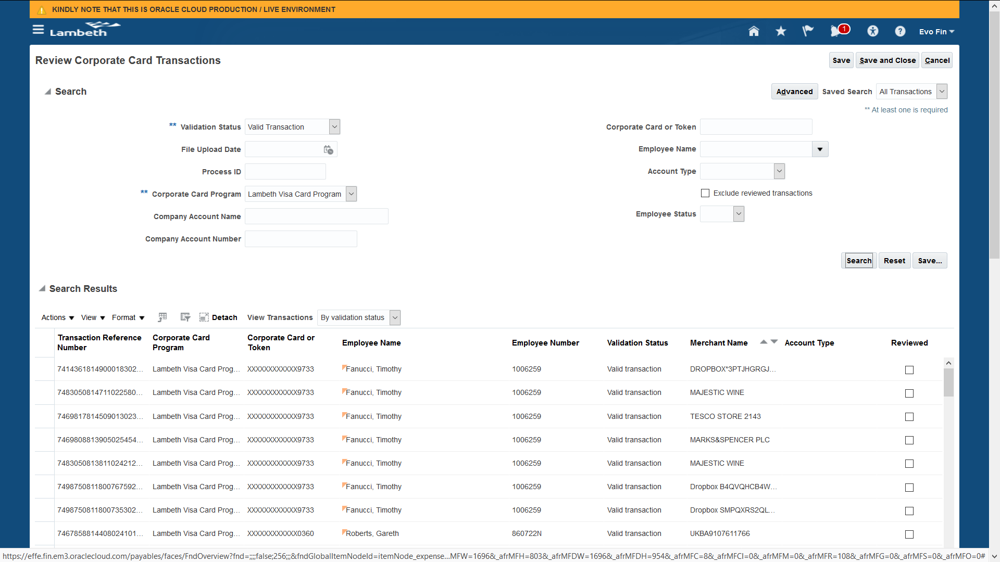 KINDLY NOTE THAT THIS IS ORACLE CLOUD PRODUCTION / LIVE ENVIRONMENT
Lambeth
1
Evo Fin
Review Corporate Card Transactions
Save
Save and Close
Cancel
Search
Advanced
Saved Search
All Transactions
** At least one is required
** Validation Status
Valid Transaction
Corporate Card or Token
File Upload Date
Employee Name
Process ID
Account Type
** Corporate Card Program
Lambeth Visa Card Program
Exclude reviewed transactions
Company Account Name
Employee Status
Company Account Number
Search
Reset
Save...
Search Results
Actions
View
Format
Detach
View Transactions
By validation status
Transaction Reference Number
Corporate Card Program
Corporate Card or Token
Employee Name
Employee Number
Validation Status
Merchant Name
Account Type
Reviewed
7414361814900018302... Lambeth Visa Card Prog... XXXXXXXXXXXX9733 Fanucci, Timothy 1006259 Valid transaction DROPBOX*3PTJHGRGJ...
7483050814711022580... Lambeth Visa Card Prog... XXXXXXXXXXXX9733 Fanucci, Timothy 1006259 Valid transaction MAJESTIC WINE
7469817814509013023... Lambeth Visa Card Prog... XXXXXXXXXXXX9733 Fanucci, Timothy 1006259 Valid transaction TESCO STORE 2143
7469808813905025454... Lambeth Visa Card Prog... XXXXXXXXXXXX9733 Fanucci, Timothy 1006259 Valid transaction MARKS&SPENCER PLC
7483050813811024212... Lambeth Visa Card Prog... XXXXXXXXXXXX9733 Fanucci, Timothy 1006259 Valid transaction MAJESTIC WINE
7498750811800767592... Lambeth Visa Card Prog... XXXXXXXXXXXX9733 Fanucci, Timothy 1006259 Valid transaction Dropbox B4QVQHCB4W...
7498750811800735302... Lambeth Visa Card Prog... XXXXXXXXXXXX9733 Fanucci, Timothy 1006259 Valid transaction Dropbox SMPQXRS2QL...
7467858814408024101... Lambeth Visa Card Prog... XXXXXXXXXXXX0360 Roberts, Gareth 860722N Valid transaction UKBA9107611766
https://effe.fin.em3.oraclecloud.com/payables/faces/FndOverview?fnd=;;;;false;256;;;&fndGlobalItemNodeId=itemNode_expense...MFW=1696&_afrMFH=803&_afrMFDW=1696&_afrMFDH=954&_afrMFC=8&_afrMFCI=0&_afrMFM=0&_afrMFR=108&_afrMFG=0&_afrMFS=0&_afrMFO=0#